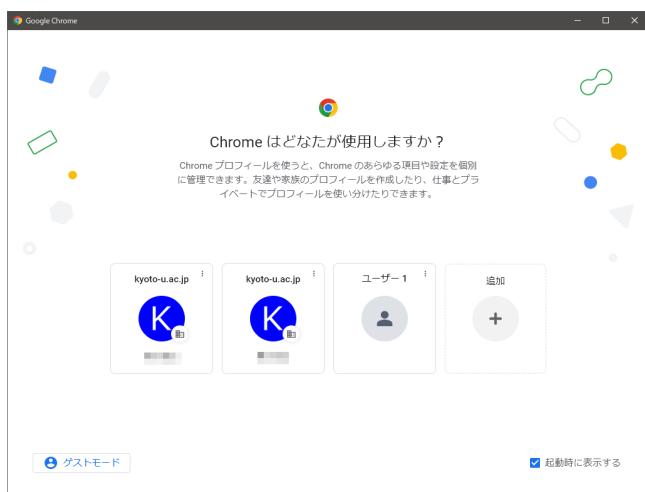 Google Chrome
Chrome はどなたが使用しますか？
Chrome プロフィールを使うと、Chrome のあらゆる項目や設定を個別
に管理できます。友達や家族のプロフィールを作成したり、仕事とプラ
イベートでプロフィールを使い分けたりできます。
kyoto-u.ac.jp
kyoto-u.ac.jp
ユーザー 1
追加
K
K
ゲストモード
起動時に表示する